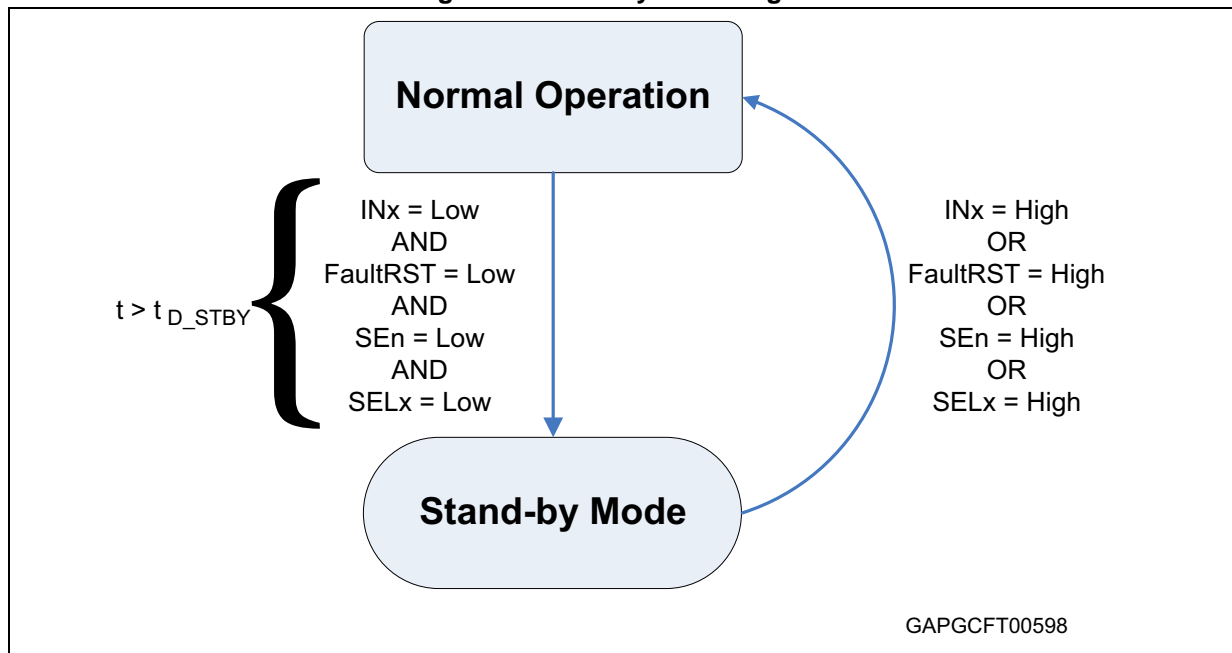 Normal Operation
INx = Low
AND
FaultRST = Low
AND
SEn = Low
AND
SELx = Low
t > t D_STBY
{
INx = High
OR
FaultRST = High
OR
SEn = High
OR
SELx = High
Stand-by Mode
GAPGCFT00598